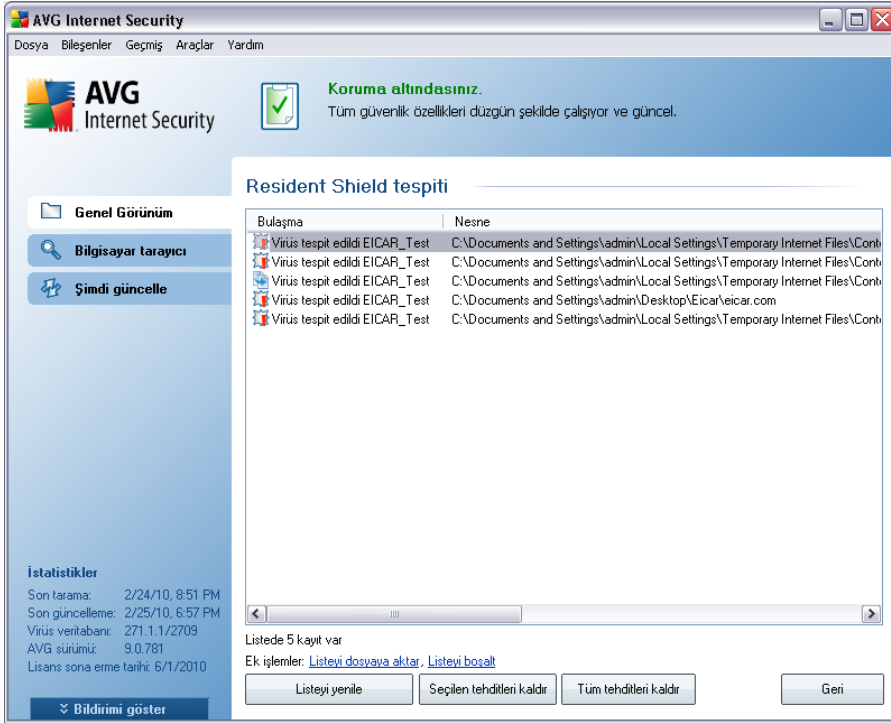 AVG Internet Security
Dosya Bileşenler Geçmiş Araçlar Yardım
AVG
Internet Security
Koruma altındasınız.
Tüm güvenlik özellikleri düzgün şekilde çalışıyor ve güncel.
Genel Görünüm
Bilgisayar tarayıcı
Şimdi güncelle
Resident Shield tespiti
Bulaşma Nesne
Virüs tespit edildi EICAR_Test C:\Documents and Settings\admin\Local Settings\Temporary Internet Files\Cont
Virüs tespit edildi EICAR_Test C:\Documents and Settings\admin\Local Settings\Temporary Internet Files\Cont
Virüs tespit edildi EICAR_Test C:\Documents and Settings\admin\Local Settings\Temporary Internet Files\Cont
Virüs tespit edildi EICAR_Test C:\Documents and Settings\admin\Desktop\Eicar\eicar.com
Virüs tespit edildi EICAR_Test C:\Documents and Settings\admin\Local Settings\Temporary Internet Files\Cont
İstatistikler
Son tarama: 2/24/10, 8:51 PM
Son güncelleme: 2/25/10, 6:57 PM
Virüs veritabanı: 271.1.1/2709
AVG sürümü: 9.0.781
Lisans sona erme tarihi: 6/1/2010
Bildirimi göster
Listede 5 kayıt var
Ek işlemler: Listeyi dosyaya aktar, Listeyi boşalt
Listeyi yenile Seçilen tehditleri kaldır Tüm tehditleri kaldır Geri